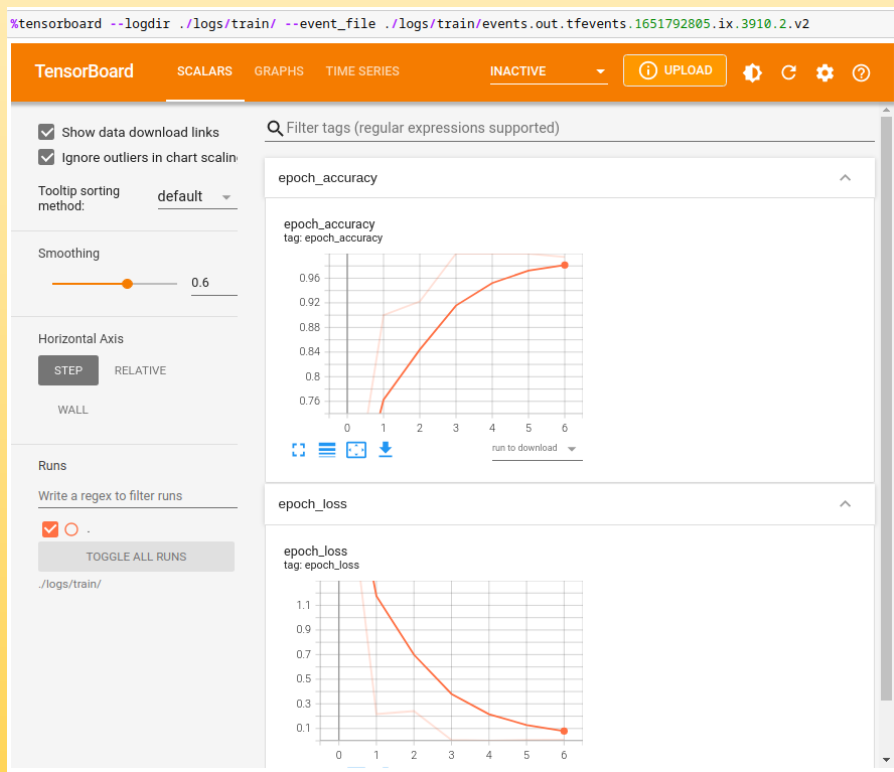 %tensorboard --logdir ./logs/train/ --event_file ./logs/train/events.out.tfevents.1651792805.ix.3910.2.v2
TensorBoard SCALARS GRAPHS TIME SERIES INACTIVE UPLOAD
Show data download links
Ignore outliers in chart scalin
Tooltip sorting
method:
default
Smoothing
0.6
Horizontal Axis
STEP RELATIVE
WALL
Runs
Write a regex to filter runs
.
TOGGLE ALL RUNS
./logs/train/
Filter tags (regular expressions supported)
epoch_accuracy
epoch_accuracy
tag: epoch_accuracy
0.96
0.92
0.88
0.84
0.8
0.76
0 1 2 3 4 5 6
run to download
epoch_loss
epoch_loss
tag: epoch_loss
1.1
0.9
0.7
0.5
0.3
0.1
0 1 2 3 4 5 6